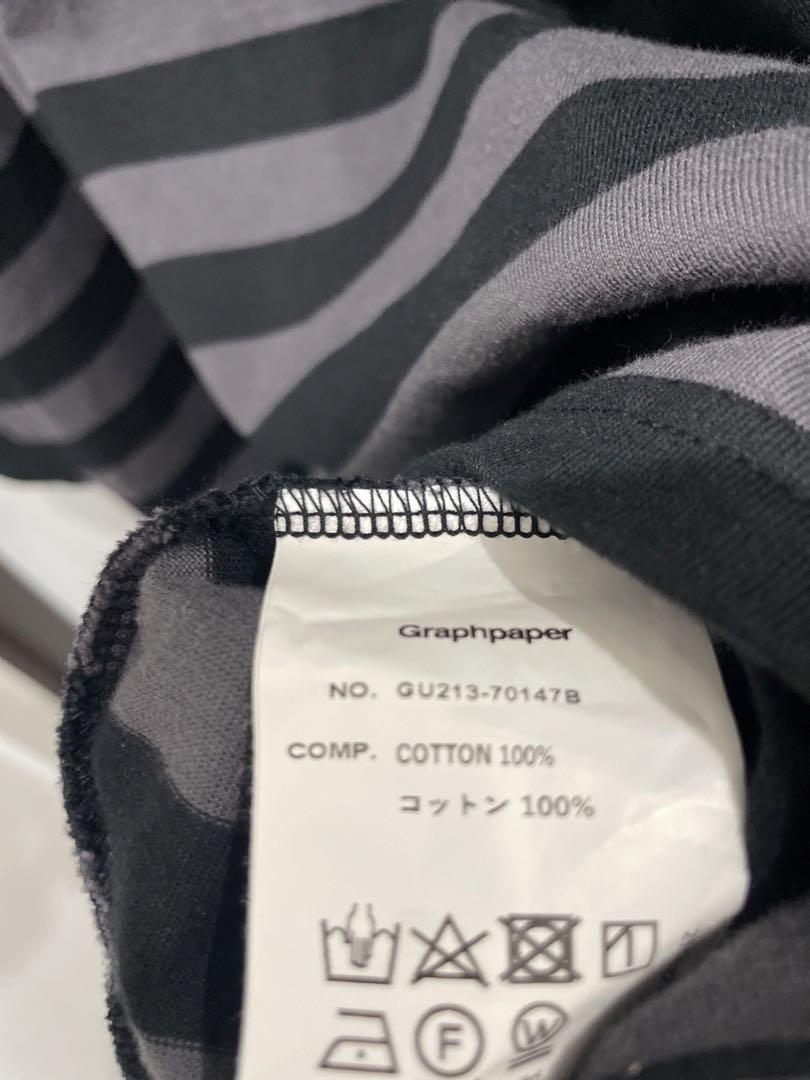 Graphpaper
NO. GU213-70147B
COMP. COTTON 100%
コットン 100%
F
W